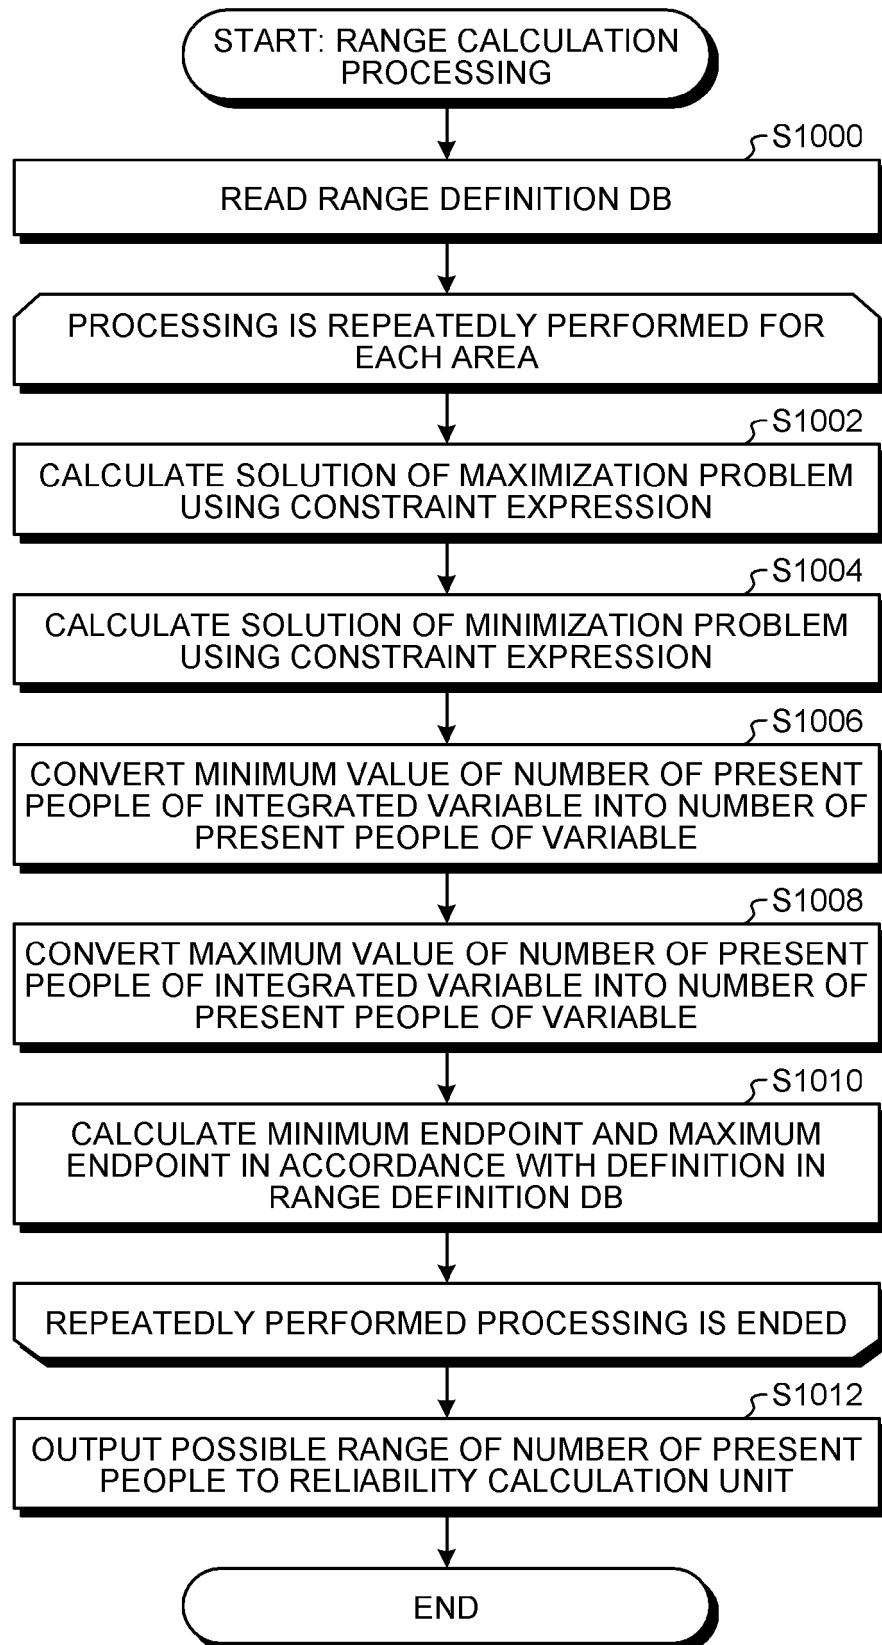 START: RANGE CALCULATION
PROCESSING
S1000
READ RANGE DEFINITION DB
PROCESSING IS REPEATEDLY PERFORMED FOR
EACH AREA
S1002
CALCULATE SOLUTION OF MAXIMIZATION PROBLEM
USING CONSTRAINT EXPRESSION
S1004
CALCULATE SOLUTION OF MINIMIZATION PROBLEM
USING CONSTRAINT EXPRESSION
S1006
CONVERT MINIMUM VALUE OF NUMBER OF PRESENT
PEOPLE OF INTEGRATED VARIABLE INTO NUMBER OF
PRESENT PEOPLE OF VARIABLE
S1008
CONVERT MAXIMUM VALUE OF NUMBER OF PRESENT
PEOPLE OF INTEGRATED VARIABLE INTO NUMBER OF
PRESENT PEOPLE OF VARIABLE
S1010
CALCULATE MINIMUM ENDPOINT AND MAXIMUM
ENDPOINT IN ACCORDANCE WITH DEFINITION IN
RANGE DEFINITION DB
REPEATEDLY PERFORMED PROCESSING IS ENDED
S1012
OUTPUT POSSIBLE RANGE OF NUMBER OF PRESENT
PEOPLE TO RELIABILITY CALCULATION UNIT
END